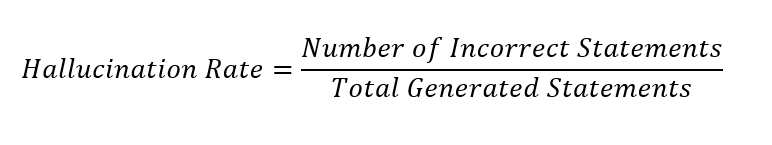 Hallucination Rate = Number of Incorrect Statements
Total Generated Statements